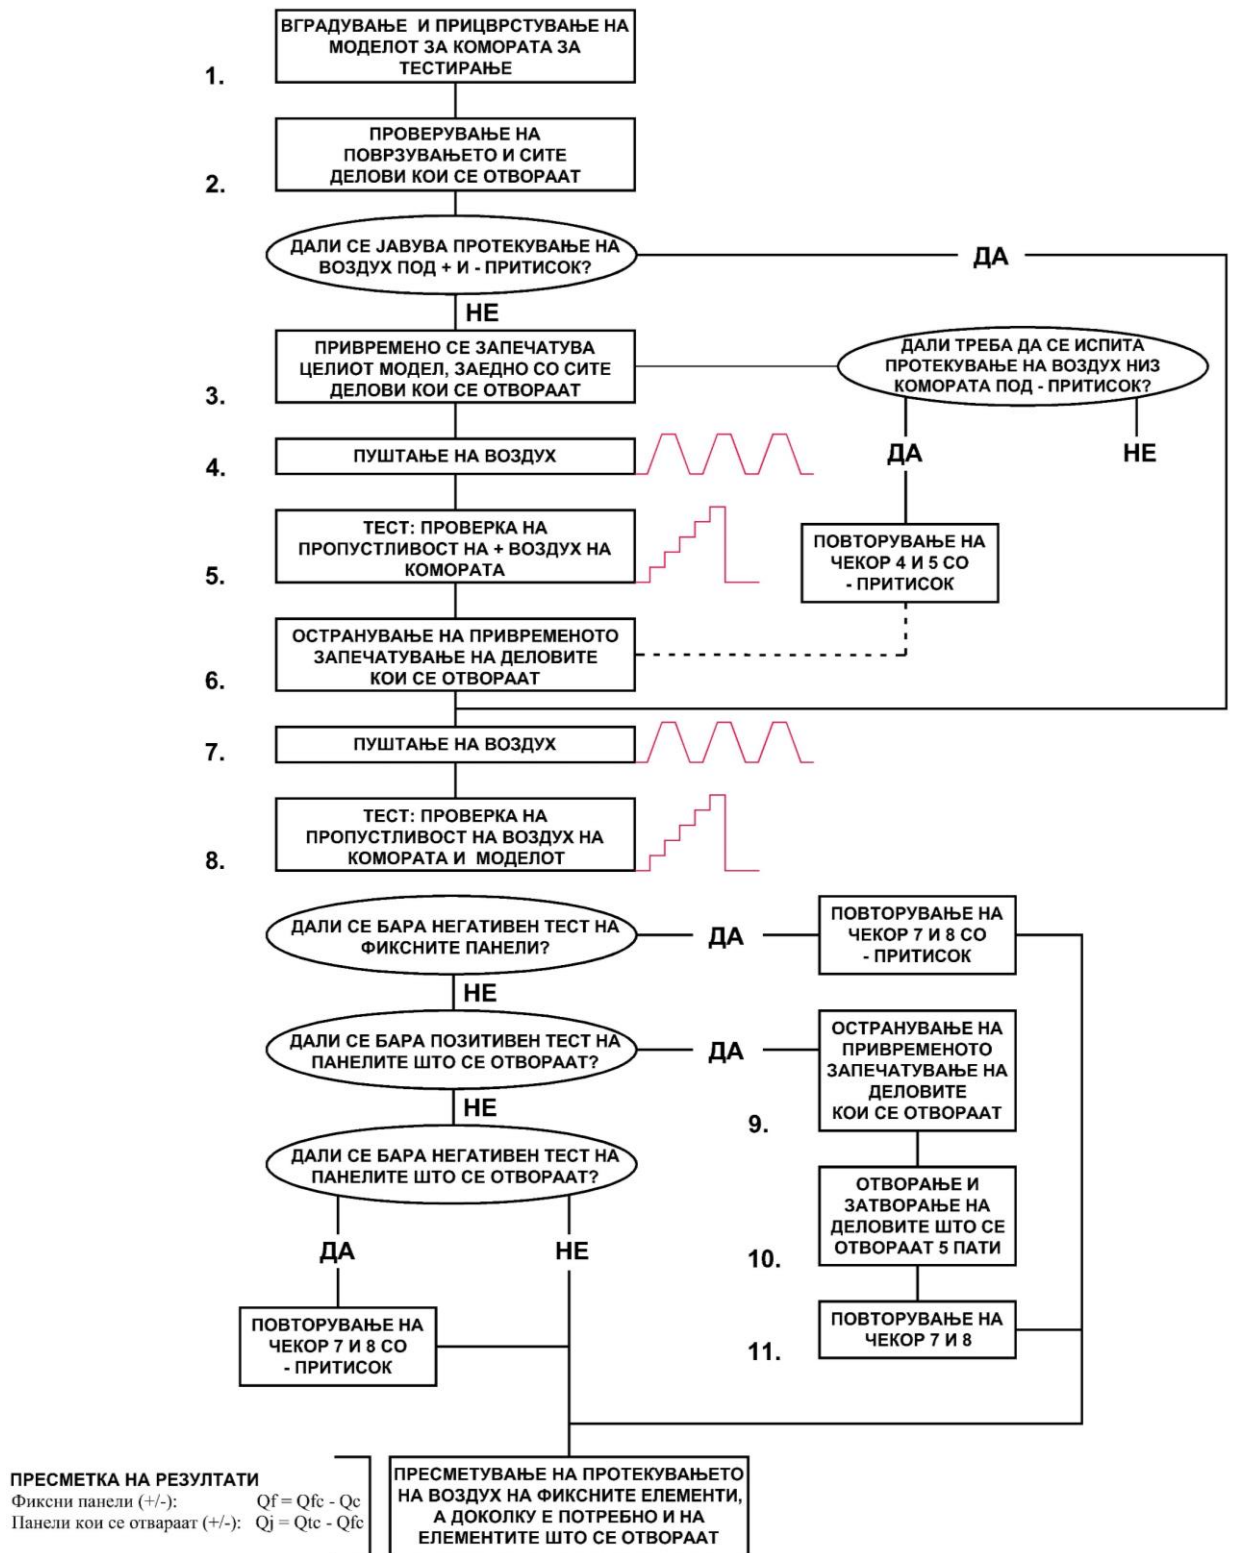 ВГРАДУВАЊЕ И ПРИЦВРСТУВАЊЕ НА
МОДЕЛОТ ЗА КОМОРАТА ЗА
ТЕСТИРАЊЕ
1.
ПРОВЕРУВАЊЕ НА
ПОВРЗУВАЊЕТО И СИТЕ
ДЕЛОВИ КОИ СЕ ОТВОРААТ
2.
ДАЛИ СЕ ЈАВУВА ПРОТЕКУВАЊЕ НА
ВОЗДУХ ПОД + И - ПРИТИСОК?
ДА
НЕ
ПРИВРЕМЕНО СЕ ЗАПЕЧАТУВА
ЦЕЛИОТ МОДЕЛ, ЗАЕДНО СО СИТЕ
ДЕЛОВИ КОИ СЕ ОТВОРААТ
3.
ДАЛИ ТРЕБА ДА СЕ ИСПИТА
ПРОТЕКУВАЊЕ НА ВОЗДУХ НИЗ
КОМОРАТА ПОД - ПРИТИСОК?
ДА
НЕ
4.
ПУШТАЊЕ НА ВОЗДУХ
ТЕСТ: ПРОВЕРКА НА
ПРОПУСТЛИВОСТ НА + ВОЗДУХ НА
КОМОРАТА
5.
ПОВТОРУВАЊЕ НА
ЧЕКОР 4 И 5 СО
- ПРИТИСОК
ОСТРАНУВАЊЕ НА ПРИВРЕМЕНОТО
ЗАПЕЧАТУВАЊЕ НА ДЕЛОВИТЕ
КОИ СЕ ОТВОРААТ
6.
7.
ПУШТАЊЕ НА ВОЗДУХ
ТЕСТ: ПРОВЕРКА НА
ПРОПУСТЛИВОСТ НА ВОЗДУХ НА
КОМОРАТА И МОДЕЛОТ
8.
ДАЛИ СЕ БАРА НЕГАТИВЕН ТЕСТ НА
ФИКСНИТЕ ПАНЕЛИ?
ДА
ПОВТОРУВАЊЕ НА
ЧЕКОР 7 И 8 СО
- ПРИТИСОК
НЕ
ДАЛИ СЕ БАРА ПОЗИТИВЕН ТЕСТ НА
ПАНЕЛИТЕ ШТО СЕ ОТВОРААТ?
ДА
ОСТРАНУВАЊЕ НА
ПРИВРЕМЕНОТО
ЗАПЕЧАТУВАЊЕ НА
ДЕЛОВИТЕ
КОИ СЕ ОТВОРААТ
9.
НЕ
ДАЛИ СЕ БАРА НЕГАТИВЕН ТЕСТ НА
ПАНЕЛИТЕ ШТО СЕ ОТВОРААТ?
ОТВОРАЊЕ И
ЗАТВОРАЊЕ НА
ДЕЛОВИТЕ ШТО СЕ
ОТВОРААТ 5 ПАТИ
10.
ДА
НЕ
ПОВТОРУВАЊЕ НА
ЧЕКОР 7 И 8 СО
- ПРИТИСОК
ПОВТОРУВАЊЕ НА
ЧЕКОР 7 И 8
11.
ПРЕСМЕТКА НА РЕЗУЛТАТИ
Фиксни панели (+/-): Qf = Qfc - Qc
Панели кои се отвараат (+/-): Qj = Qtc - Qfc
ПРЕСМЕТУВАЊЕ НА ПРОТЕКУВАЊЕТО
НА ВОЗДУХ НА ФИКСНИТЕ ЕЛЕМЕНТИ,
А ДОКОЛКУ Е ПОТРЕБНО И НА
ЕЛЕМЕНТИТЕ ШТО СЕ ОТВОРААТ